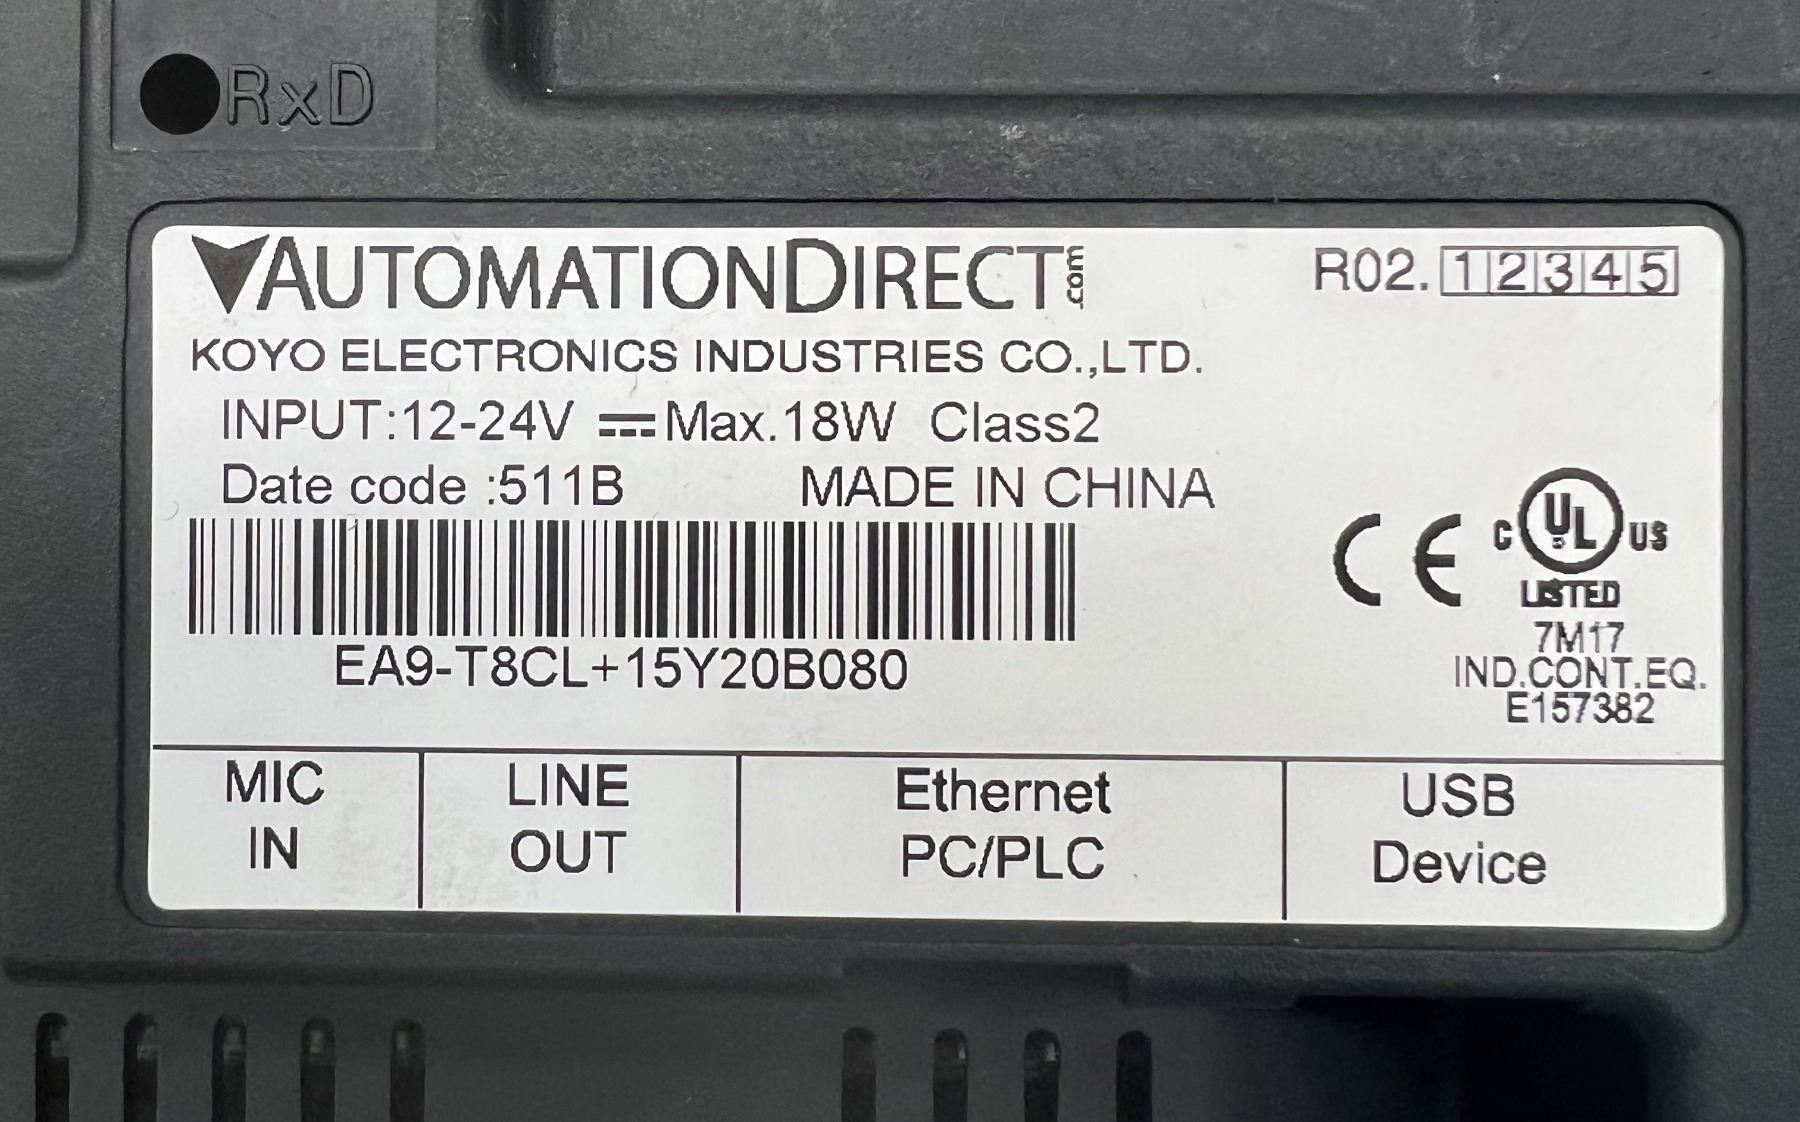 RxD
AUTOMATIONDIRECT.com
R02. 1 2 3 4 5
KOYO ELECTRONICS INDUSTRIES CO.,LTD.
INPUT:12-24V ⎓ Max.18W Class2
Date code :511B MADE IN CHINA
CE
C UL US
LISTED
7M17
IND.CONT.EQ.
E157382
EA9-T8CL+15Y20B080
MIC
IN
LINE
OUT
Ethernet
PC/PLC
USB
Device